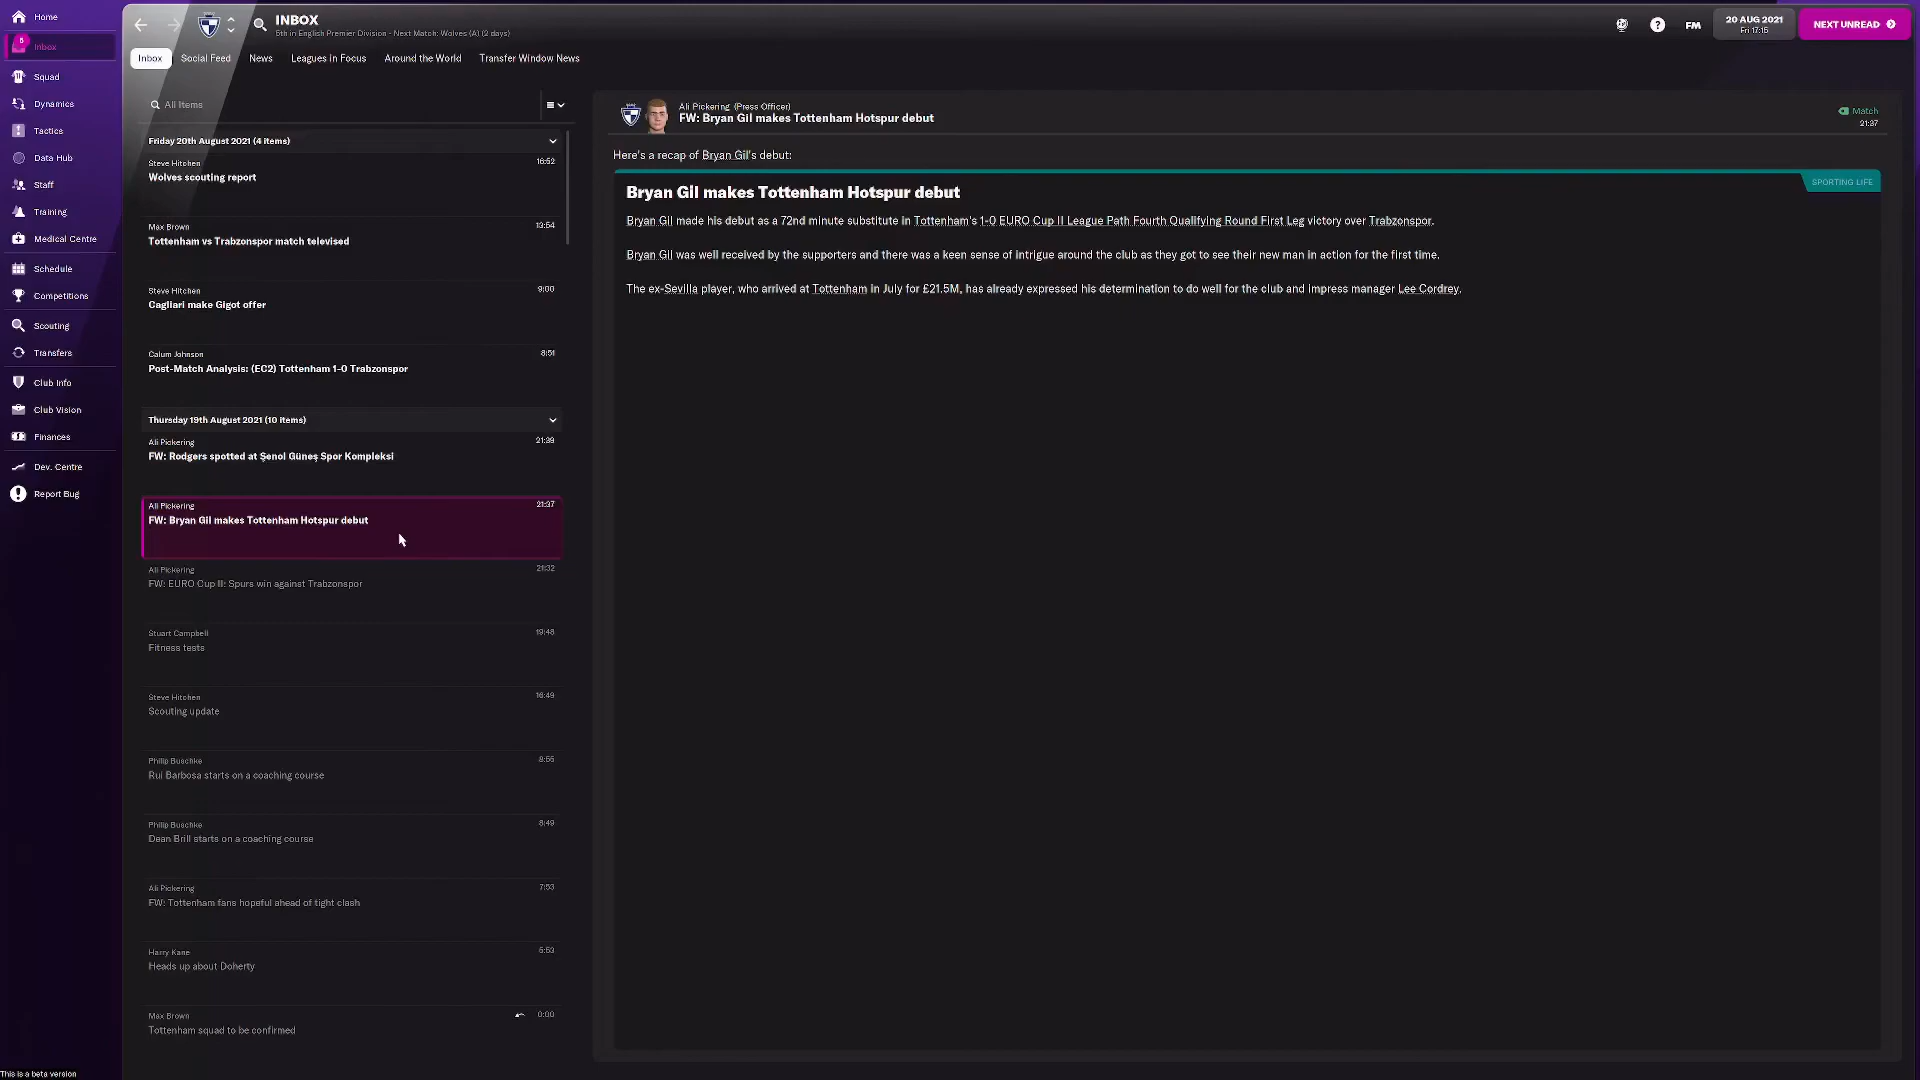 Home
Inbox
5
Squad
Dynamics
Tactics
Data Hub
Staff
Training
Medical Centre
Schedule
Competitions
Scouting
Transfers
Club Info
Club Vision
Finances
Dev. Centre
Report Bug
This is a beta version
INBOX
5th in English Premier Division - Next Match: Wolves (A) (2 days)
FM
20 AUG 2021
Fri 17:15
NEXT UNREAD
Inbox
Social Feed
News
Leagues in Focus
Around the World
Transfer Window News
All Items
Friday 20th August 2021 (4 items)
Steve Hitchen 16:52
Wolves scouting report
Max Brown 13:54
Tottenham vs Trabzonspor match televised
Steve Hitchen 9:00
Cagliari make Gigot offer
Calum Johnson 8:51
Post-Match Analysis: (EC2) Tottenham 1-0 Trabzonspor
Thursday 19th August 2021 (10 items)
Ali Pickering 21:39
FW: Rodgers spotted at Şenol Güneş Spor Kompleksi
Ali Pickering 21:37
FW: Bryan Gil makes Tottenham Hotspur debut
Ali Pickering 21:32
FW: EURO Cup II: Spurs win against Trabzonspor
Stuart Campbell 19:48
Fitness tests
Steve Hitchen 16:49
Scouting update
Philip Buschke 8:55
Rui Barbosa starts on a coaching course
Philip Buschke 8:49
Dean Brill starts on a coaching course
Ali Pickering 7:53
FW: Tottenham fans hopeful ahead of tight clash
Harry Kane 5:53
Heads up about Doherty
Max Brown 0:00
Tottenham squad to be confirmed
Ali Pickering (Press Officer)
FW: Bryan Gil makes Tottenham Hotspur debut
Match
21:37
Here's a recap of Bryan Gil's debut:
Bryan Gil makes Tottenham Hotspur debut
SPORTING LIFE
Bryan Gil made his debut as a 72nd minute substitute in Tottenham's 1-0 EURO Cup II League Path Fourth Qualifying Round First Leg victory over Trabzonspor.
Bryan Gil was well received by the supporters and there was a keen sense of intrigue around the club as they got to see their new man in action for the first time.
The ex-Sevilla player, who arrived at Tottenham in July for £21.5M, has already expressed his determination to do well for the club and impress manager Lee Cordrey.